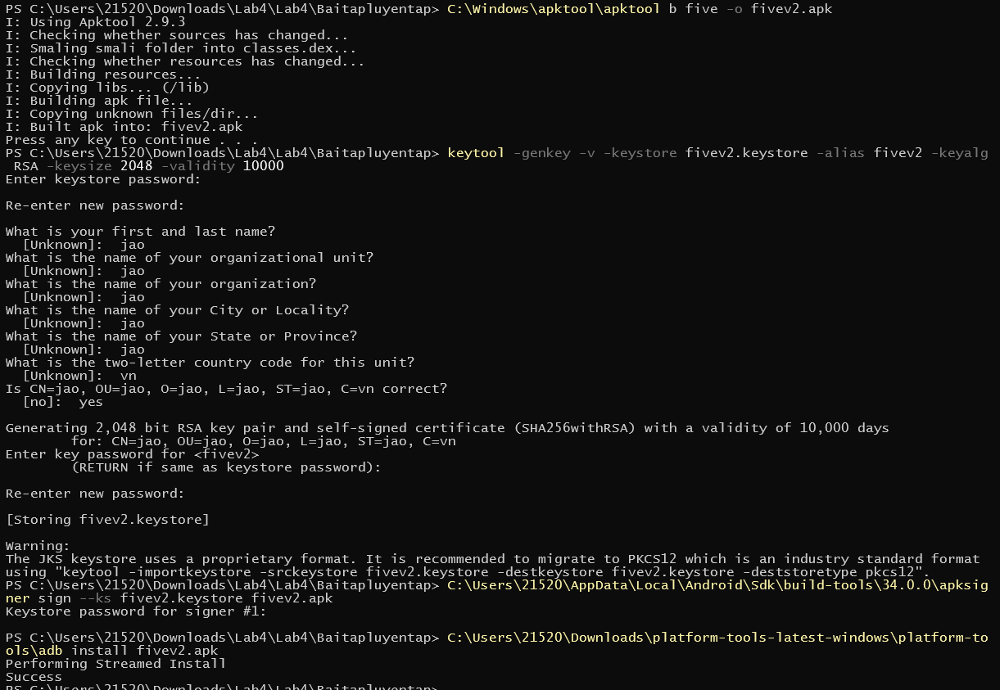 PS C:\Users\21520\Downloads\Lab4\Lab4\Baitapluyentap> C:\Windows\apktool\apktool b five -o fivev2.apk
I: Using Apktool 2.9.3
I: Checking whether sources has changed...
I: Smaling smali folder into classes.dex...
I: Checking whether resources has changed...
I: Building resources...
I: Copying libs... (/lib)
I: Building apk file...
I: Copying unknown files/dir...
I: Built apk into: fivev2.apk
Press any key to continue . . .
PS C:\Users\21520\Downloads\Lab4\Lab4\Baitapluyentap> keytool -genkey -v -keystore fivev2.keystore -alias fivev2 -keyalg
RSA -keysize 2048 -validity 10000
Enter keystore password:
Re-enter new password:
What is your first and last name?
[Unknown]:  jao
What is the name of your organizational unit?
[Unknown]:  jao
What is the name of your organization?
[Unknown]:  jao
What is the name of your City or Locality?
[Unknown]:  jao
What is the name of your State or Province?
[Unknown]:  jao
What is the two-letter country code for this unit?
[Unknown]:  vn
Is CN=jao, OU=jao, O=jao, L=jao, ST=jao, C=vn correct?
[no]:  yes
Generating 2,048 bit RSA key pair and self-signed certificate (SHA256withRSA) with a validity of 10,000 days
for: CN=jao, OU=jao, O=jao, L=jao, ST=jao, C=vn
Enter key password for <fivev2>
(RETURN if same as keystore password):
Re-enter new password:
[Storing fivev2.keystore]
Warning:
The JKS keystore uses a proprietary format. It is recommended to migrate to PKCS12 which is an industry standard format
using "keytool -importkeystore -srckeystore fivev2.keystore -destkeystore fivev2.keystore -deststoretype pkcs12".
PS C:\Users\21520\Downloads\Lab4\Lab4\Baitapluyentap> C:\Users\21520\AppData\Local\Android\Sdk\build-tools\34.0.0\apksig
ner sign --ks fivev2.keystore fivev2.apk
Keystore password for signer #1:
PS C:\Users\21520\Downloads\Lab4\Lab4\Baitapluyentap> C:\Users\21520\Downloads\platform-tools-latest-windows\platform-to
ols\adb install fivev2.apk
Performing Streamed Install
Success
PS C:\Users\21520\Downloads\Lab4\Lab4\Baitapluyentap>